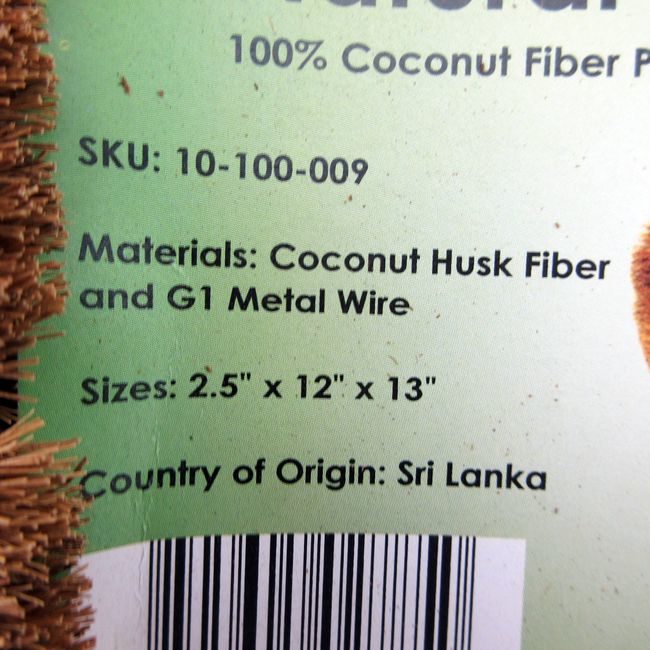 100% Coconut Fiber
SKU: 10-100-009
Materials: Coconut Husk Fiber
and G1 Metal Wire
Sizes: 2.5" x 12" x 13"
Country of Origin: Sri Lanka